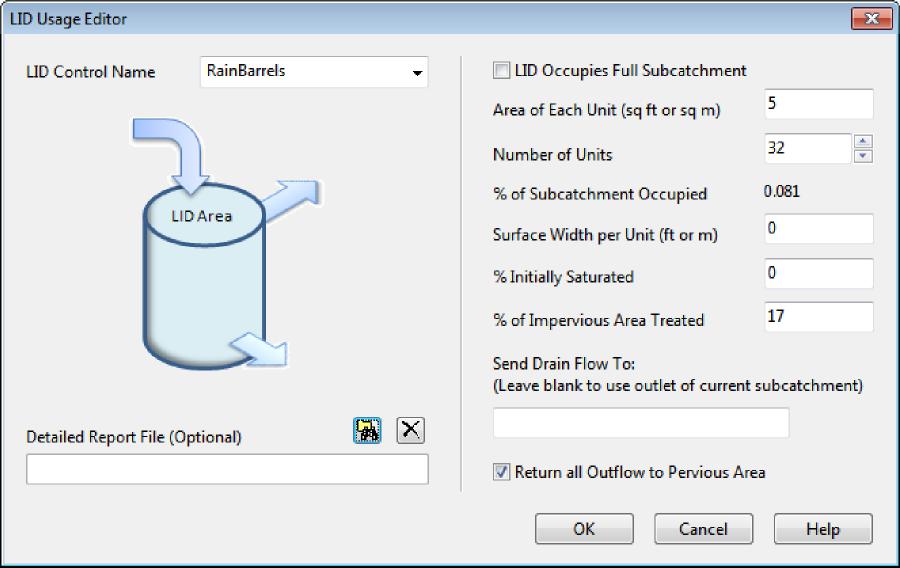 LID Usage Editor
LID Control Name
RainBarrels
LID Area
Detailed Report File (Optional)
LID Occupies Full Subcatchment
Area of Each Unit (sq ft or sq m)
5
Number of Units
32
% of Subcatchment Occupied
0.081
Surface Width per Unit (ft or m)
0
% Initially Saturated
0
% of Impervious Area Treated
17
Send Drain Flow To:
(Leave blank to use outlet of current subcatchment)
Return all Outflow to Pervious Area
OK
Cancel
Help